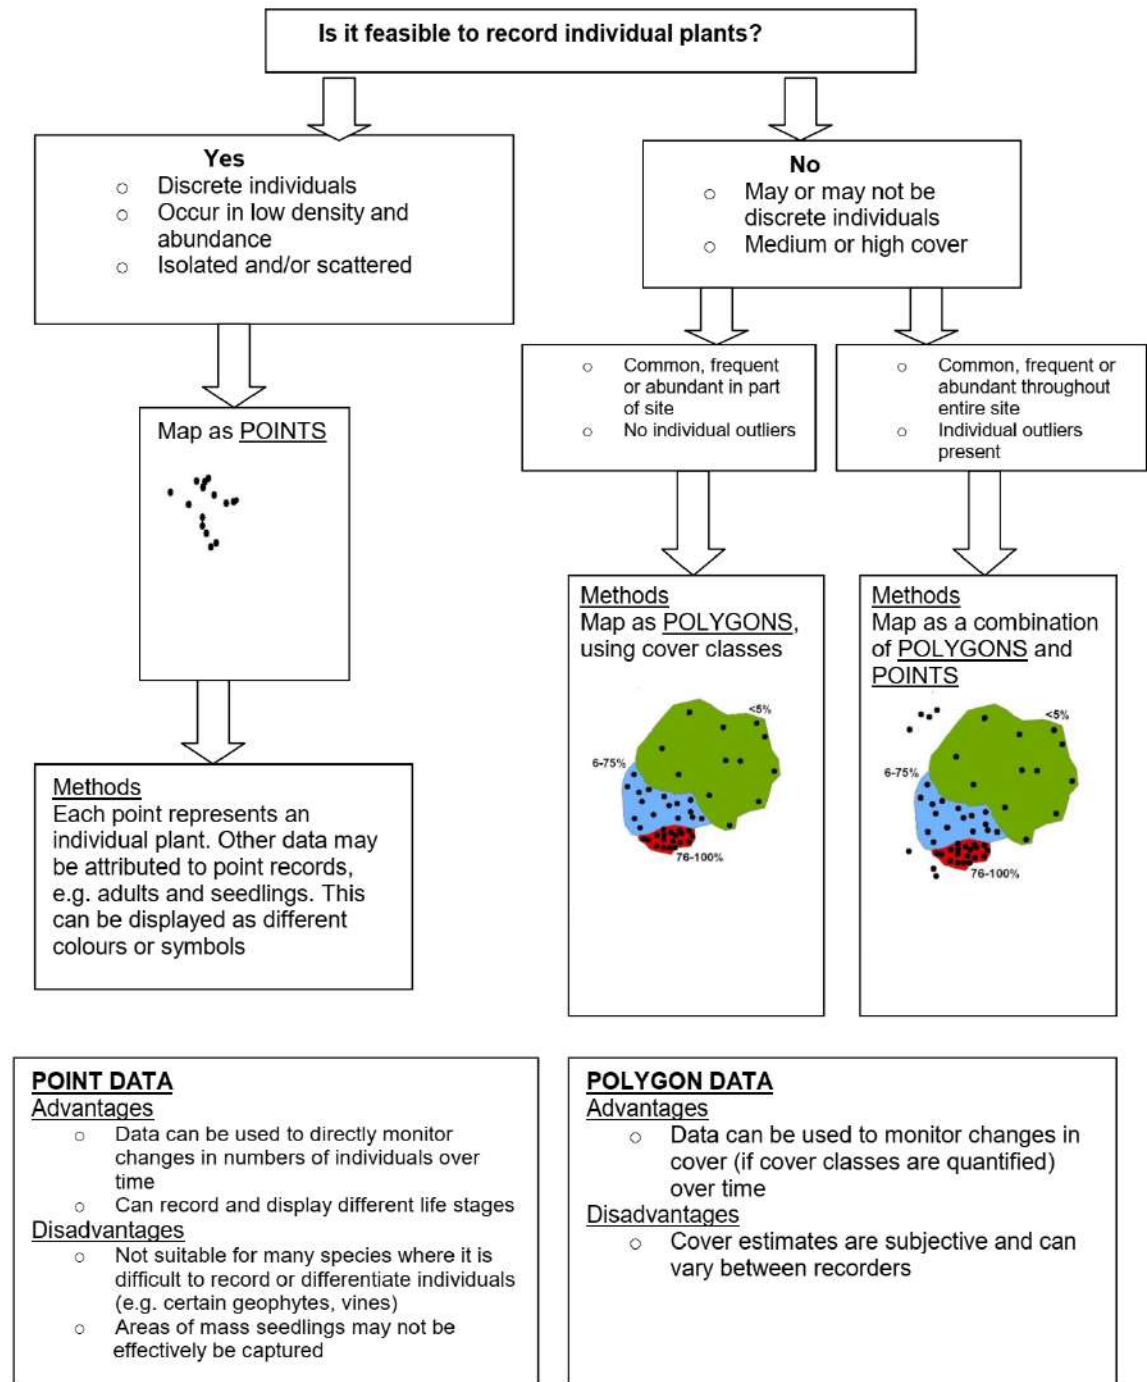 Is it feasible to record individual plants?
Yes
○ Discrete individuals
○ Occur in low density and
abundance
○ Isolated and/or scattered
No
○ May or may not be
discrete individuals
○ Medium or high cover
○ Common, frequent
or abundant in part
of site
○ No individual outliers
○ Common, frequent or
abundant throughout
entire site
○ Individual outliers
present
Map as POINTS
Methods
Each point represents an
individual plant. Other data may
be attributed to point records,
e.g. adults and seedlings. This
can be displayed as different
colours or symbols
Methods
Map as POLYGONS,
using cover classes
<5%
6-75%
76-100%
Methods
Map as a combination
of POLYGONS and
POINTS
<5%
6-75%
76-100%
POINT DATA
Advantages
○ Data can be used to directly monitor
changes in numbers of individuals over
time
○ Can record and display different life stages
Disadvantages
○ Not suitable for many species where it is
difficult to record or differentiate individuals
(e.g. certain geophytes, vines)
○ Areas of mass seedlings may not be
effectively be captured
POLYGON DATA
Advantages
○ Data can be used to monitor changes in
cover (if cover classes are quantified)
over time
Disadvantages
○ Cover estimates are subjective and can
vary between recorders